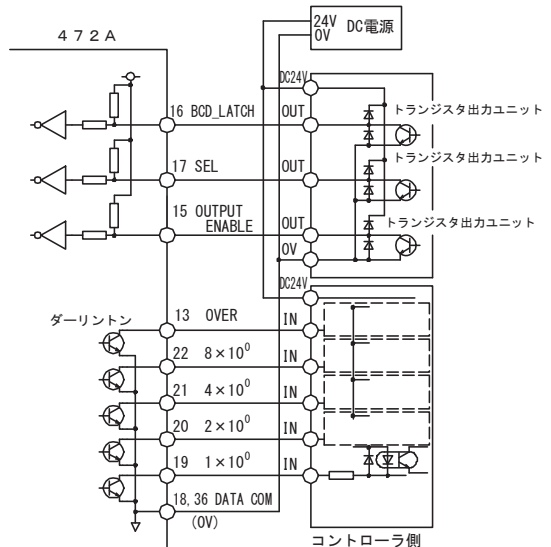 24V
0V
DC電源
472A
DC24V
16 BCD_LATCH
OUT
トランジスタ出力ユニット
17 SEL
OUT
トランジスタ出力ユニット
15 OUTPUT
ENABLE
OUT
トランジスタ出力ユニット
0V
DC24V
ダーリントン
13 OVER
IN
22 8×10⁰
IN
21 4×10⁰
IN
20 2×10⁰
IN
19 1×10⁰
IN
18,36 DATA COM
(0V)
コントローラ側